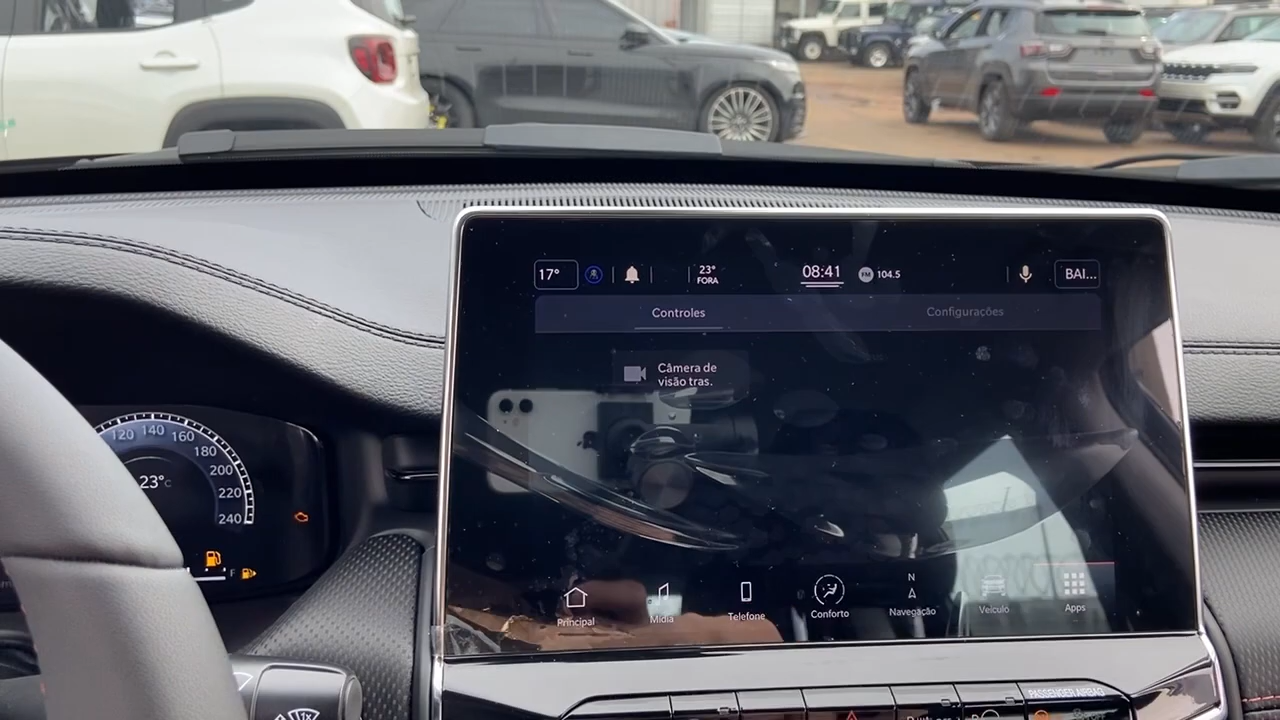 17°
23°
FORA
08:41
FM 104.5
BAI...
Controles
Configurações
Câmera de
visão tras.
120 140 160
180
200
220
240
23°C
F
Principal
Mídia
Telefone
Conforto
N
Navegação
Veículo
Apps
1x
PASSENGER AIRBAG